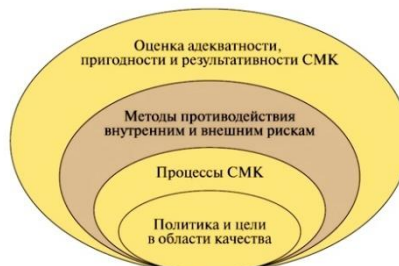 Оценка адекватности,
пригодности и результативности СМК
Методы противодействия
внутренним и внешним рискам
Процессы СМК
Политика и цели
в области качества